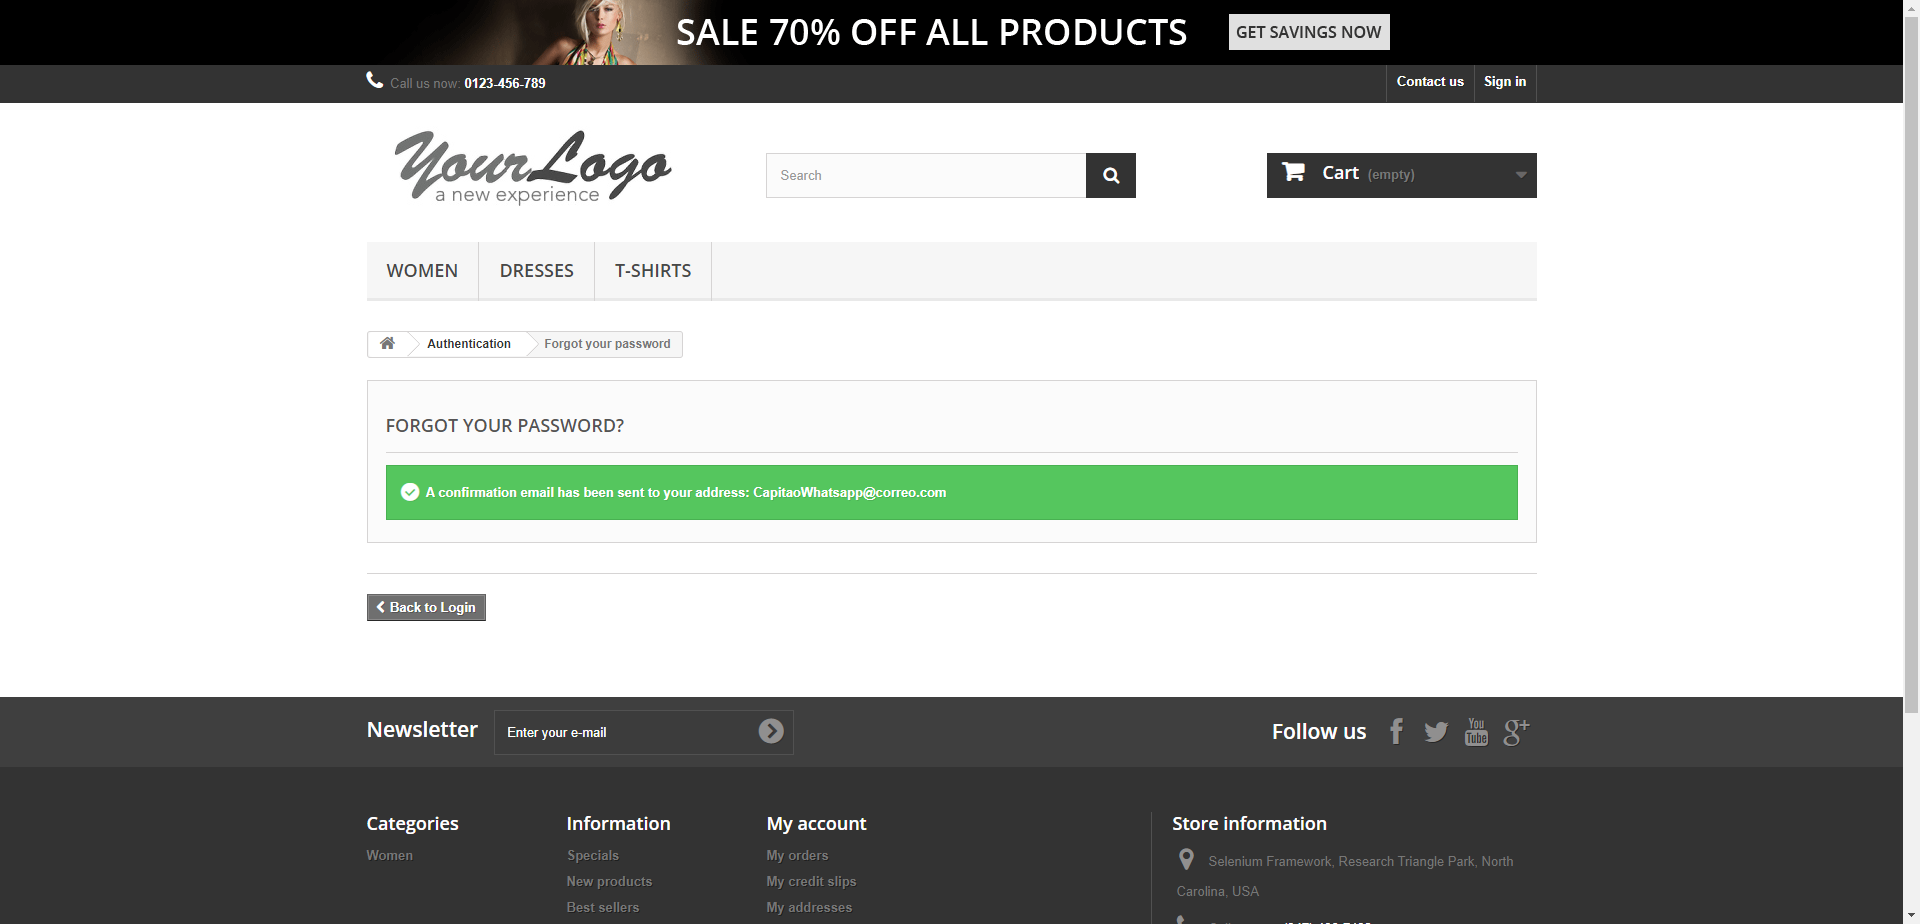 SALE 70% OFF ALL PRODUCTS
GET SAVINGS NOW
Call us now: 0123-456-789
Contact us
Sign in
YourLogo
a new experience
Search
Cart (empty)
WOMEN
DRESSES
T-SHIRTS
Authentication
Forgot your password
FORGOT YOUR PASSWORD?
A confirmation email has been sent to your address: CapitaoWhatsapp@correo.com
Back to Login
Newsletter
Enter your e-mail
Follow us
You
Tube
g+
Categories
Women
Information
Specials
New products
Best sellers
My account
My orders
My credit slips
My addresses
Store information
Selenium Framework, Research Triangle Park, North
Carolina, USA